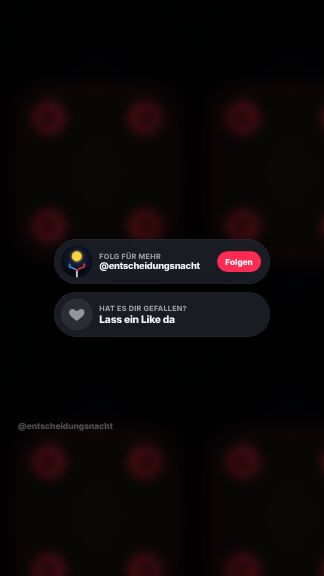 FOLG FÜR MEHR
@entscheidungsnacht
Folgen
HAT ES DIR GEFALLEN?
Lass ein Like da
@entscheidungsnacht